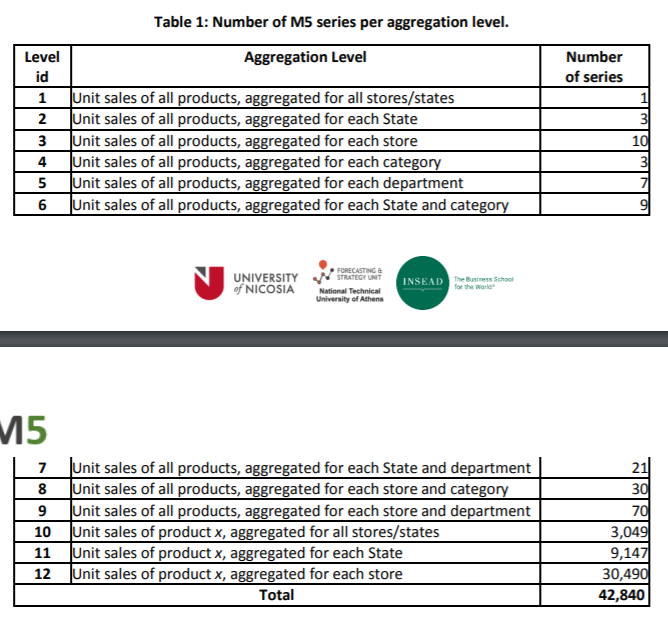 Table 1: Number of M5 series per aggregation level.
Level id Aggregation Level Number of series
1 Unit sales of all products, aggregated for all stores/states 1
2 Unit sales of all products, aggregated for each State 3
3 Unit sales of all products, aggregated for each store 10
4 Unit sales of all products, aggregated for each category 3
5 Unit sales of all products, aggregated for each department 7
6 Unit sales of all products, aggregated for each State and category 9
UNIVERSITY
of NICOSIA
FORECASTING &
STRATEGY UNIT
National Technical
University of Athens
INSEAD
The Business School
for the World®
M5
7 Unit sales of all products, aggregated for each State and department 21
8 Unit sales of all products, aggregated for each store and category 30
9 Unit sales of all products, aggregated for each store and department 70
10 Unit sales of product x, aggregated for all stores/states 3,049
11 Unit sales of product x, aggregated for each State 9,147
12 Unit sales of product x, aggregated for each store 30,490
Total 42,840